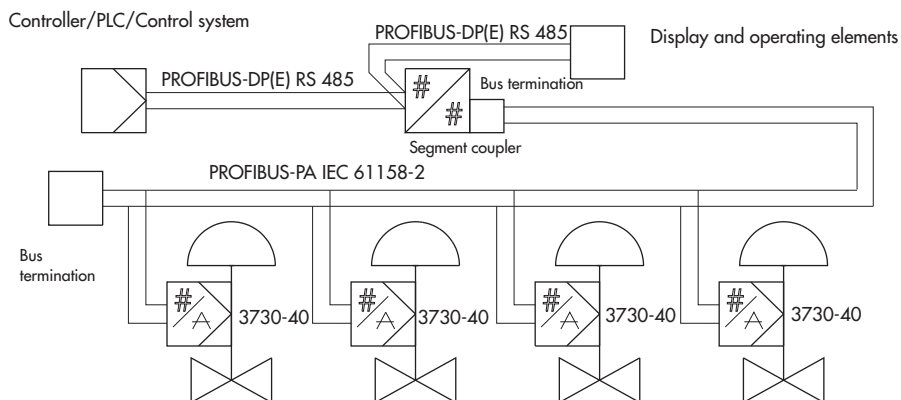 Controller/PLC/Control system
PROFIBUS-DP(E) RS 485
Display and operating elements
PROFIBUS-DP(E) RS 485
Bus termination
#
#
Segment coupler
PROFIBUS-PA IEC 61158-2
Bus
termination
#
A
3730-40
#
A
3730-40
#
A
3730-40
#
A
3730-40